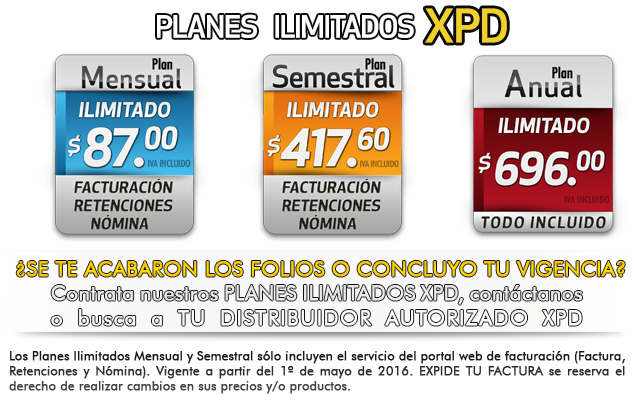 PLANES ILIMITADOS XPD
Plan
Mensual
ILIMITADO
$87.00
IVA INCLUIDO
FACTURACIÓN
RETENCIONES
NÓMINA
Plan
Semestral
ILIMITADO
$417.60
IVA INCLUIDO
FACTURACIÓN
RETENCIONES
NÓMINA
Plan
Anual
ILIMITADO
$696.00
IVA INCLUIDO
TODO INCLUIDO
¿SE TE ACABARON LOS FOLIOS O CONCLUYO TU VIGENCIA?
Contrata nuestros PLANES ILIMITADOS XPD, contáctanos
o busca a TU DISTRIBUIDOR AUTORIZADO XPD
Los Planes Ilimitados Mensual y Semestral sólo incluyen el servicio del portal web de facturación (Factura,
Retenciones y Nómina). Vigente a partir del 1º de mayo de 2016. EXPIDE TU FACTURA se reserva el
derecho de realizar cambios en sus precios y/o productos.